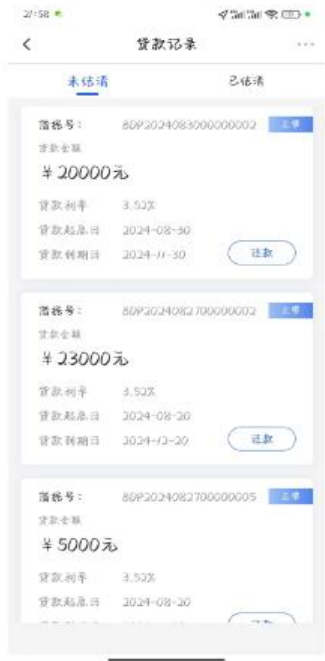 21:58
贷款记录
未结清
已结清
借据号： BDP2024083000000002 正常
贷款金额
￥20000元
贷款利率 3.52%
贷款起息日 2024-08-30
贷款到期日 2024-11-30 还款
借据号： BDP2024082700000002 正常
贷款金额
￥23000元
贷款利率 3.52%
贷款起息日 2024-08-20
贷款到期日 2024-12-20 还款
借据号： BDP2024082700000005 正常
贷款金额
￥5000元
贷款利率 3.52%
贷款起息日 2024-08-20